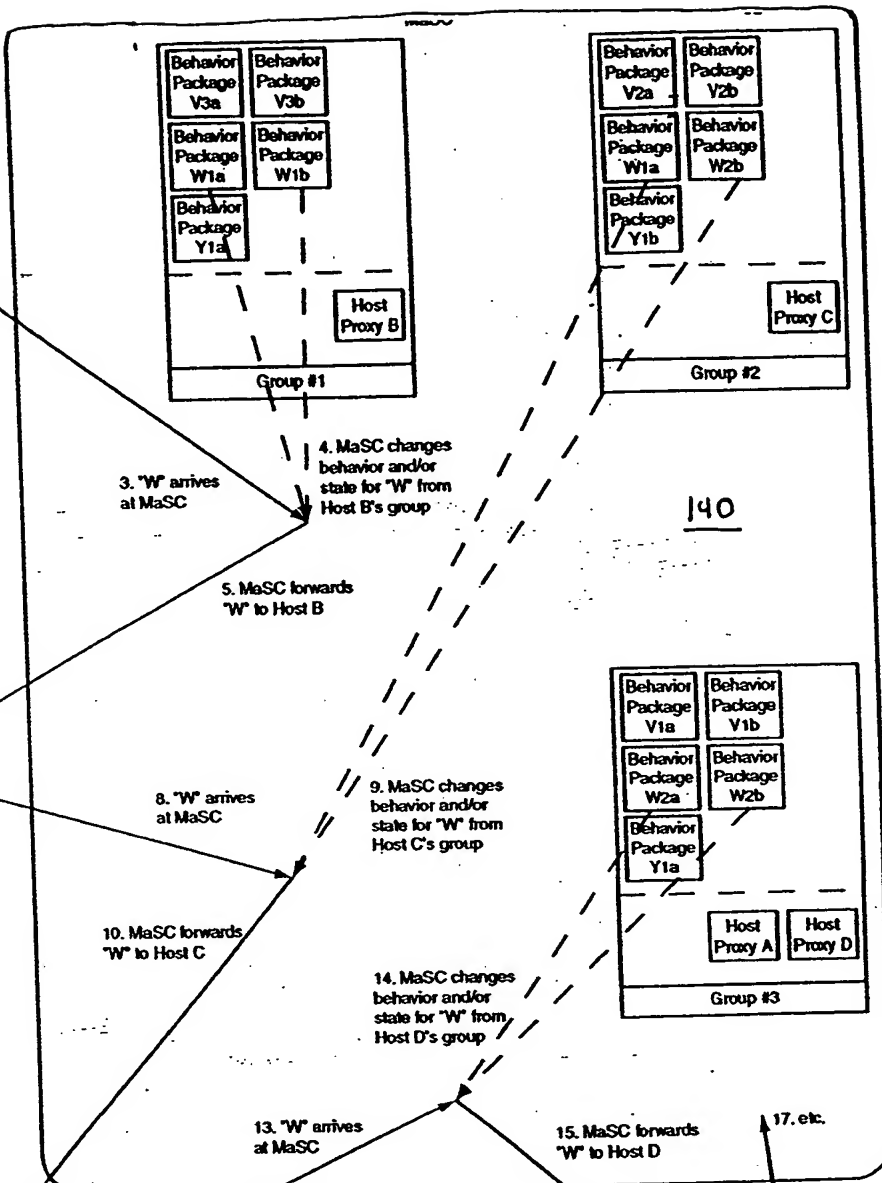 Behavior
Package
V3a
Behavior
Package
V3b
Behavior
Package
W1a
Behavior
Package
W1b
Behavior
Package
Y1a
Host
Proxy B
Group #1
Behavior
Package
V2a
Behavior
Package
V2b
Behavior
Package
W1a
Behavior
Package
W2b
Behavior
Package
Y1b
Host
Proxy C
Group #2
3. "W" arrives
at MaSC
4. MaSC changes
behavior and/or
state for "W" from
Host B's group
140
5. MaSC forwards
"W" to Host B
Behavior
Package
V1a
Behavior
Package
V1b
Behavior
Package
W2a
Behavior
Package
W2b
Behavior
Package
Y1a
Host
Proxy A
Host
Proxy D
Group #3
8. "W" arrives
at MaSC
9. MaSC changes
behavior and/or
state for "W" from
Host C's group
10. MaSC forwards
"W" to Host C
14. MaSC changes
behavior and/or
state for "W" from
Host D's group
13. "W" arrives
at MaSC
15. MaSC forwards
"W" to Host D
17. etc.